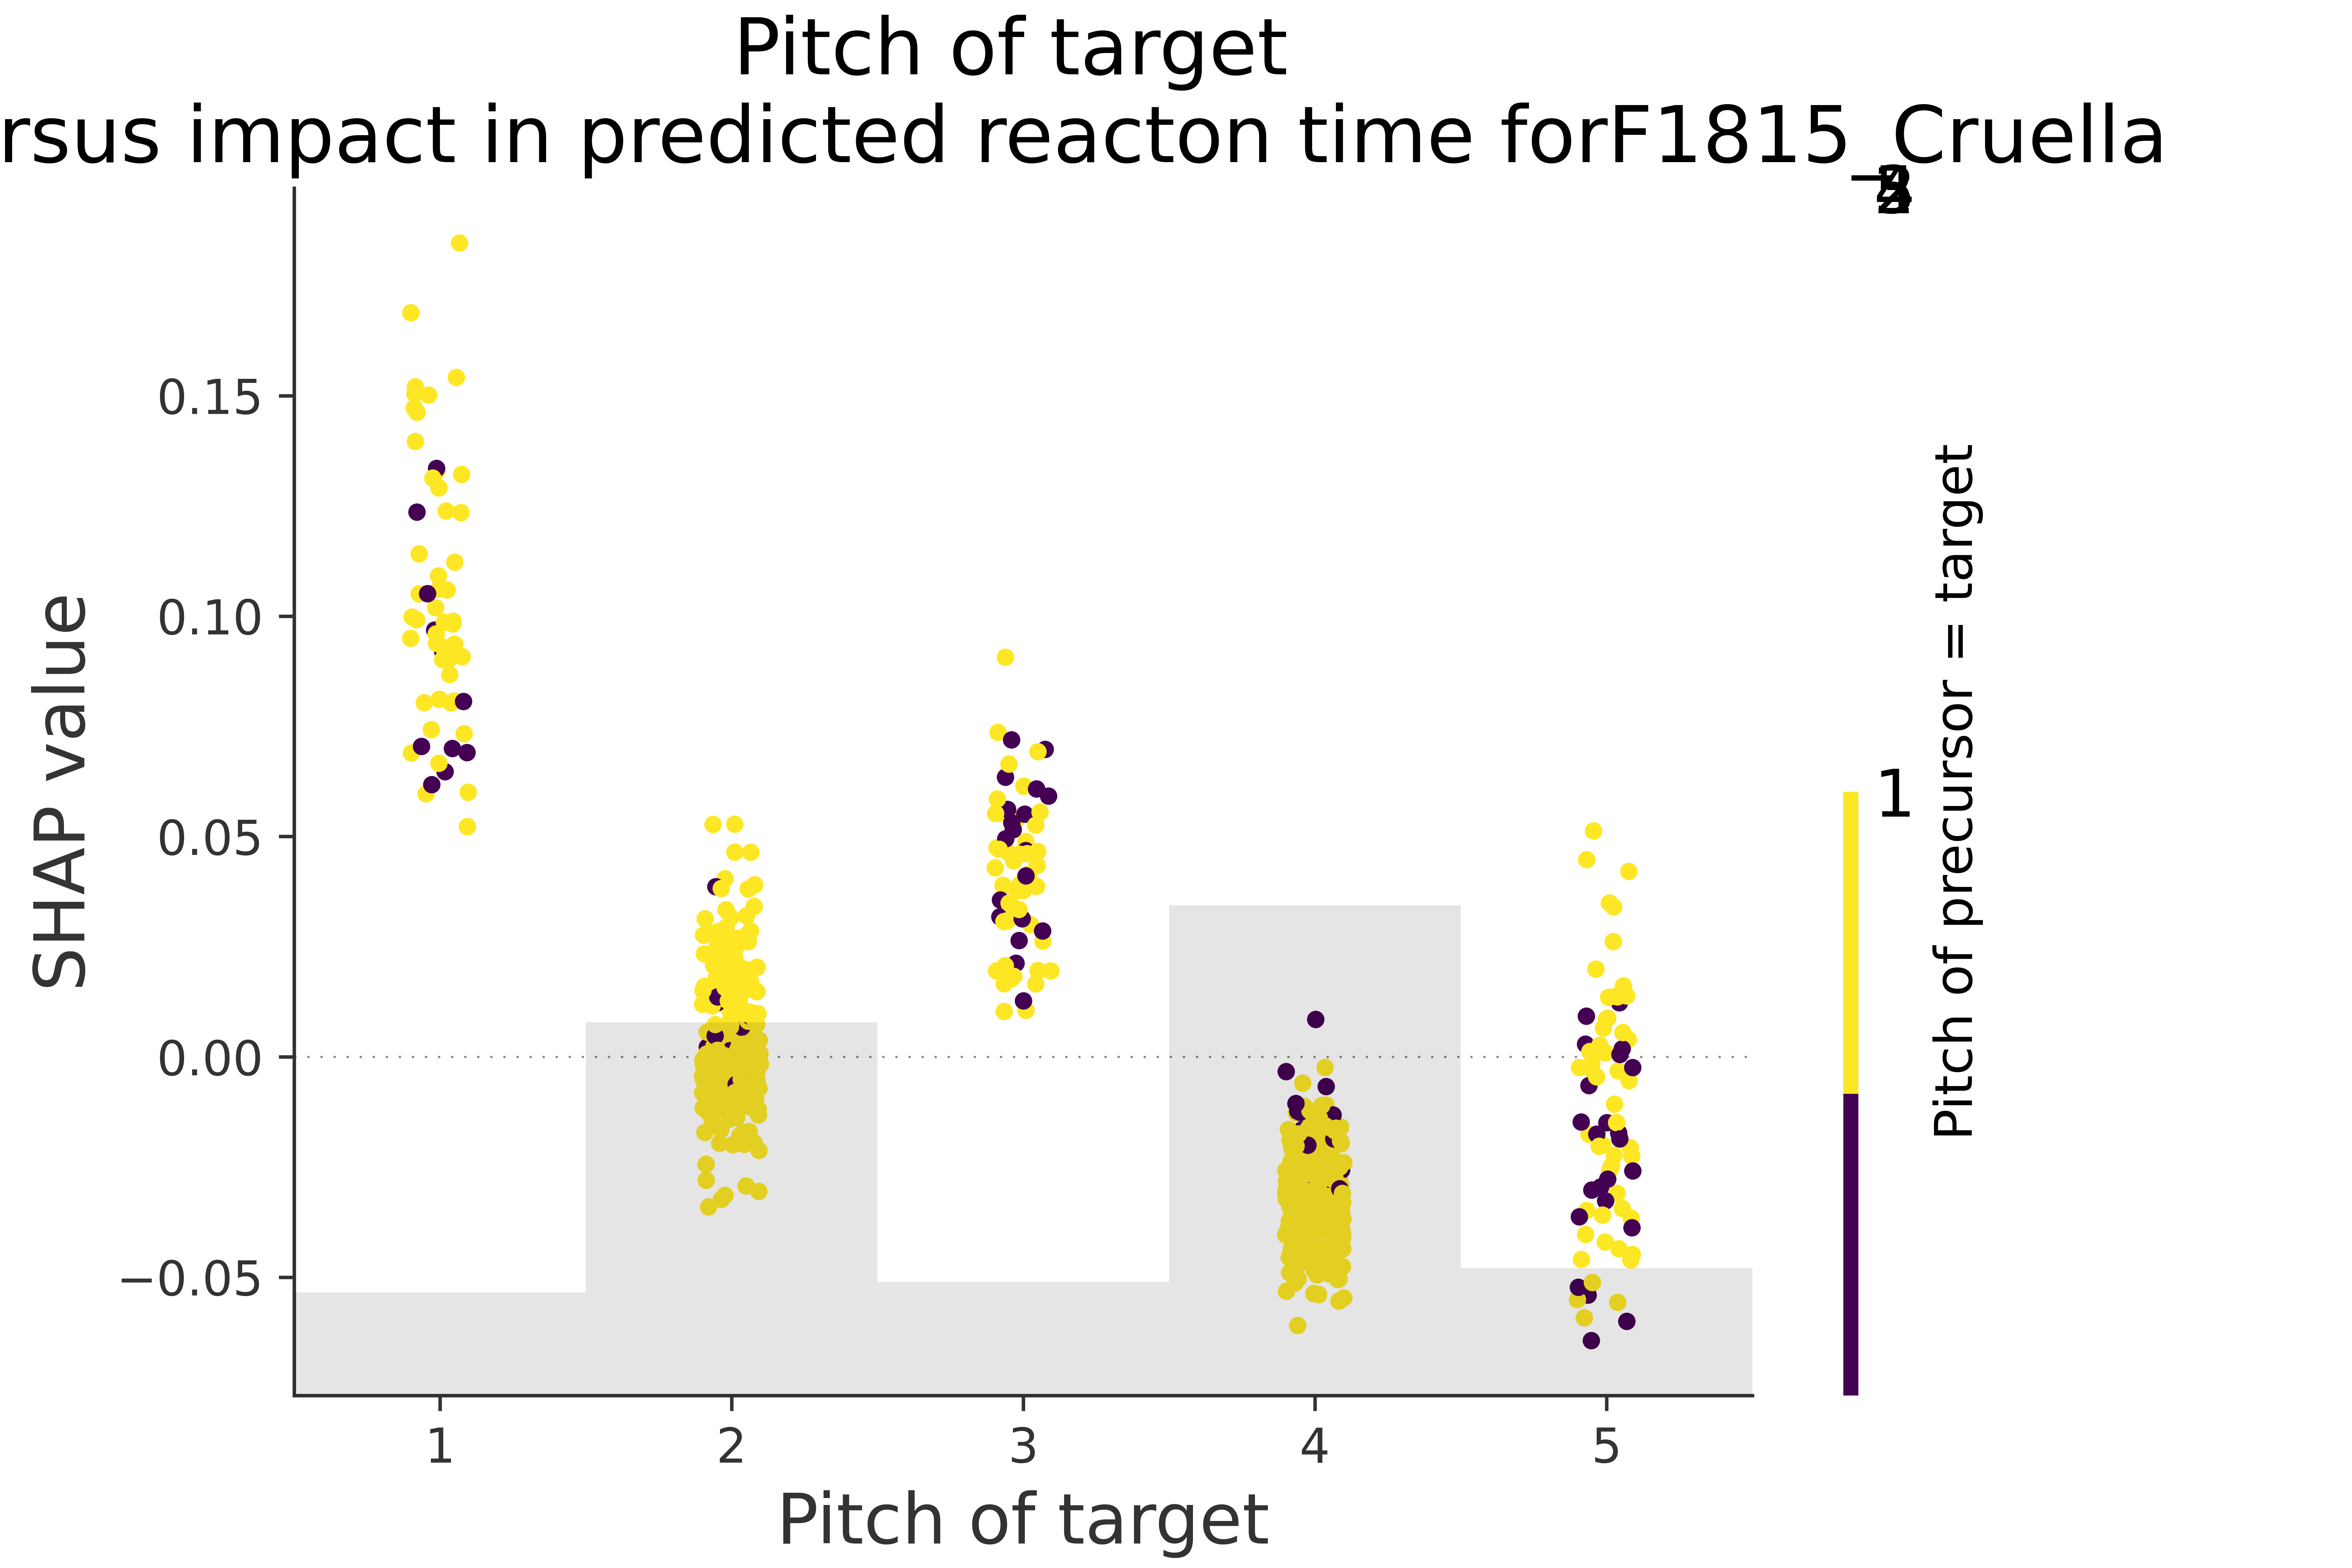 Pitch of target
rsus impact in predicted reacton time forF1815_Cruella
SHAP value
0.15
0.10
0.05
0.00
−0.05
1
2
3
4
5
Pitch of target
1
Pitch of precursor = target